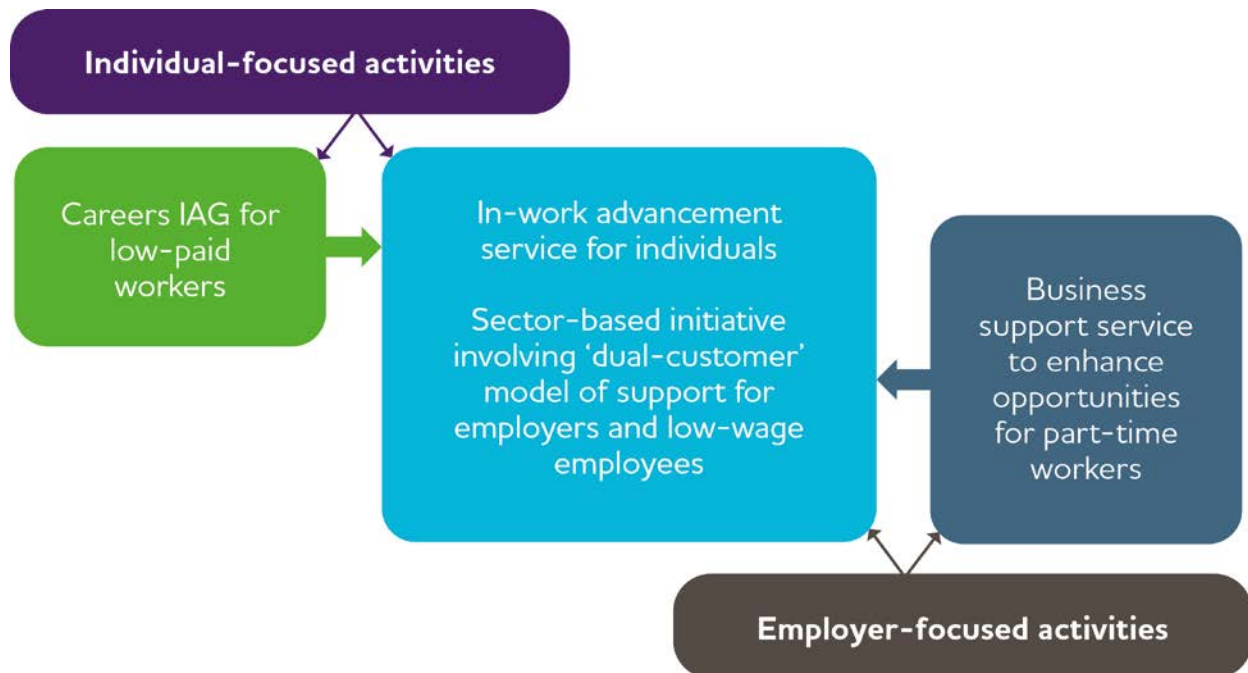 Individual-focused activities
Careers IAG for
low-paid
workers
In-work advancement
service for individuals
Sector-based initiative
involving ‘dual-customer’
model of support for
employers and low-wage
employees
Business
support service
to enhance
opportunities
for part-time
workers
Employer-focused activities